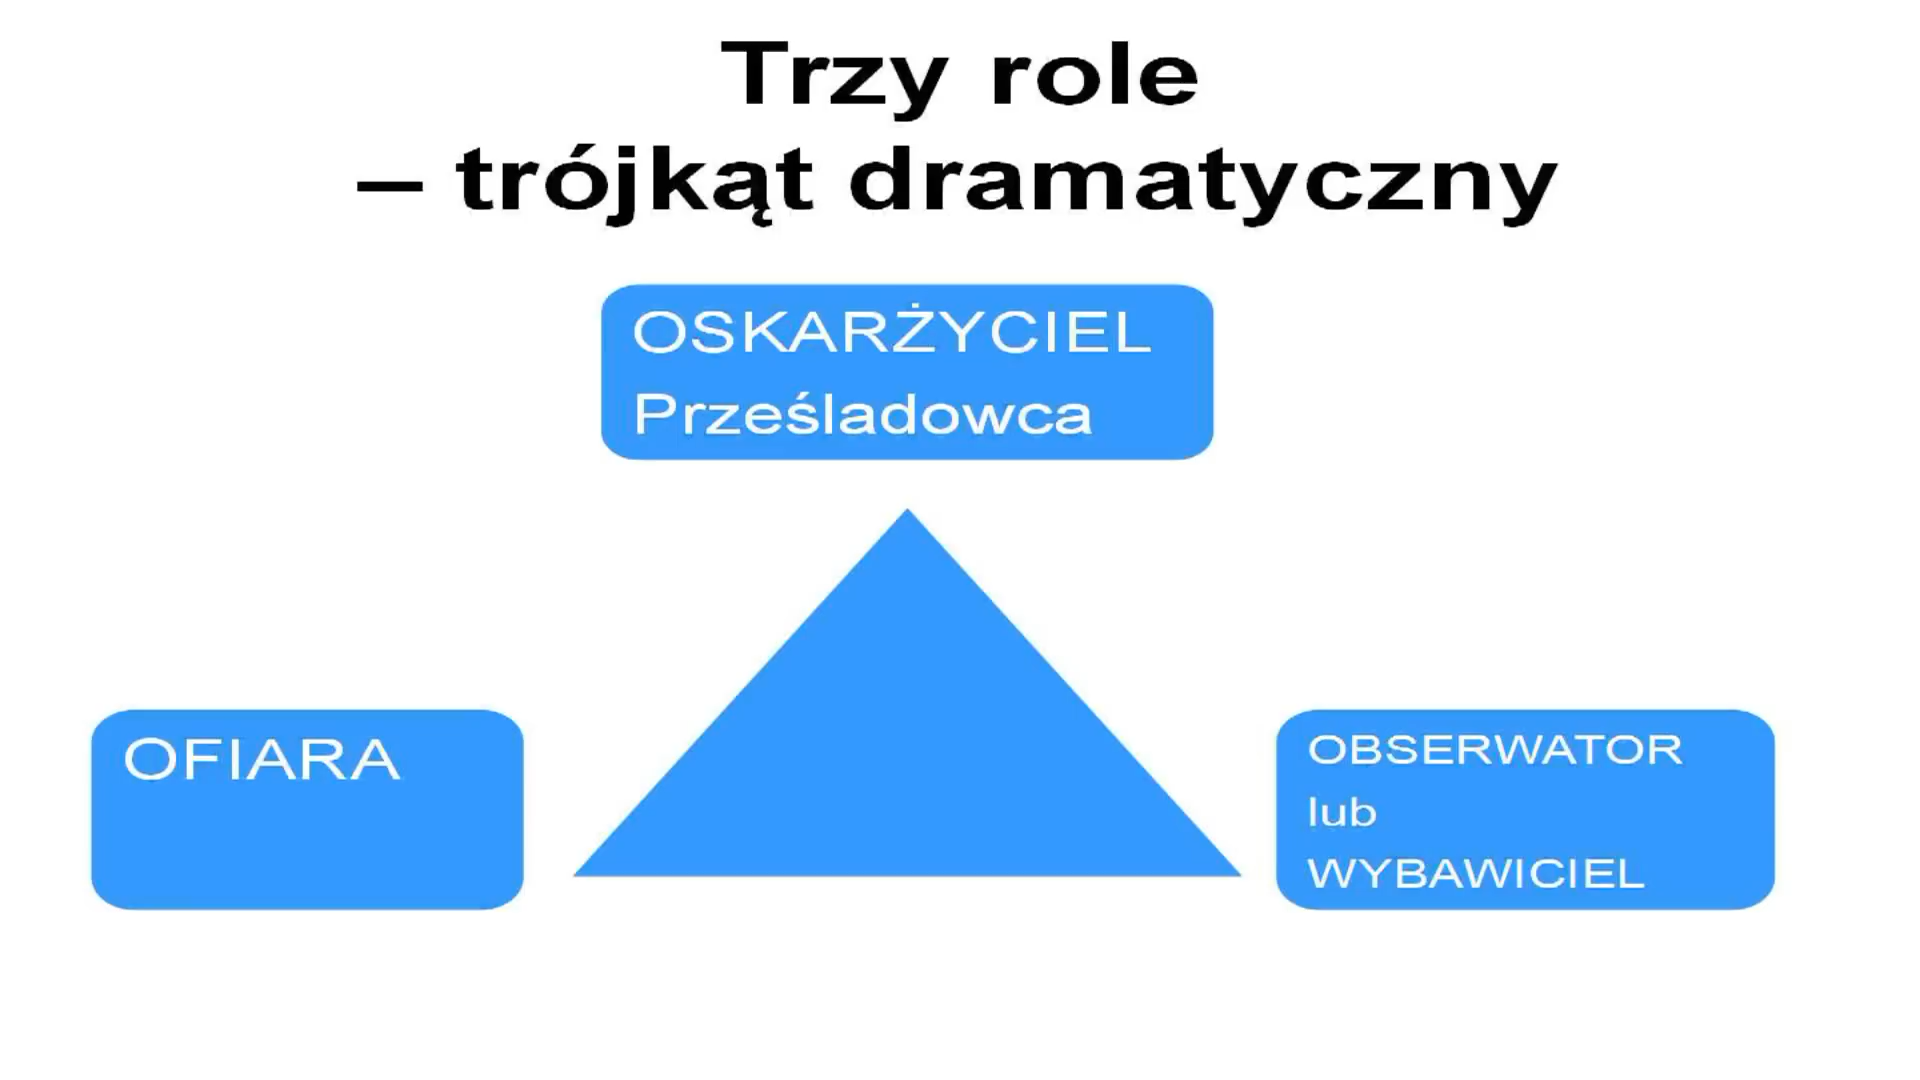 Trzy role
– trójkąt dramatyczny
OSKARŻYCIEL
Prześladowca
OFIARA
OBSERWATOR
lub
WYBAWICIEL